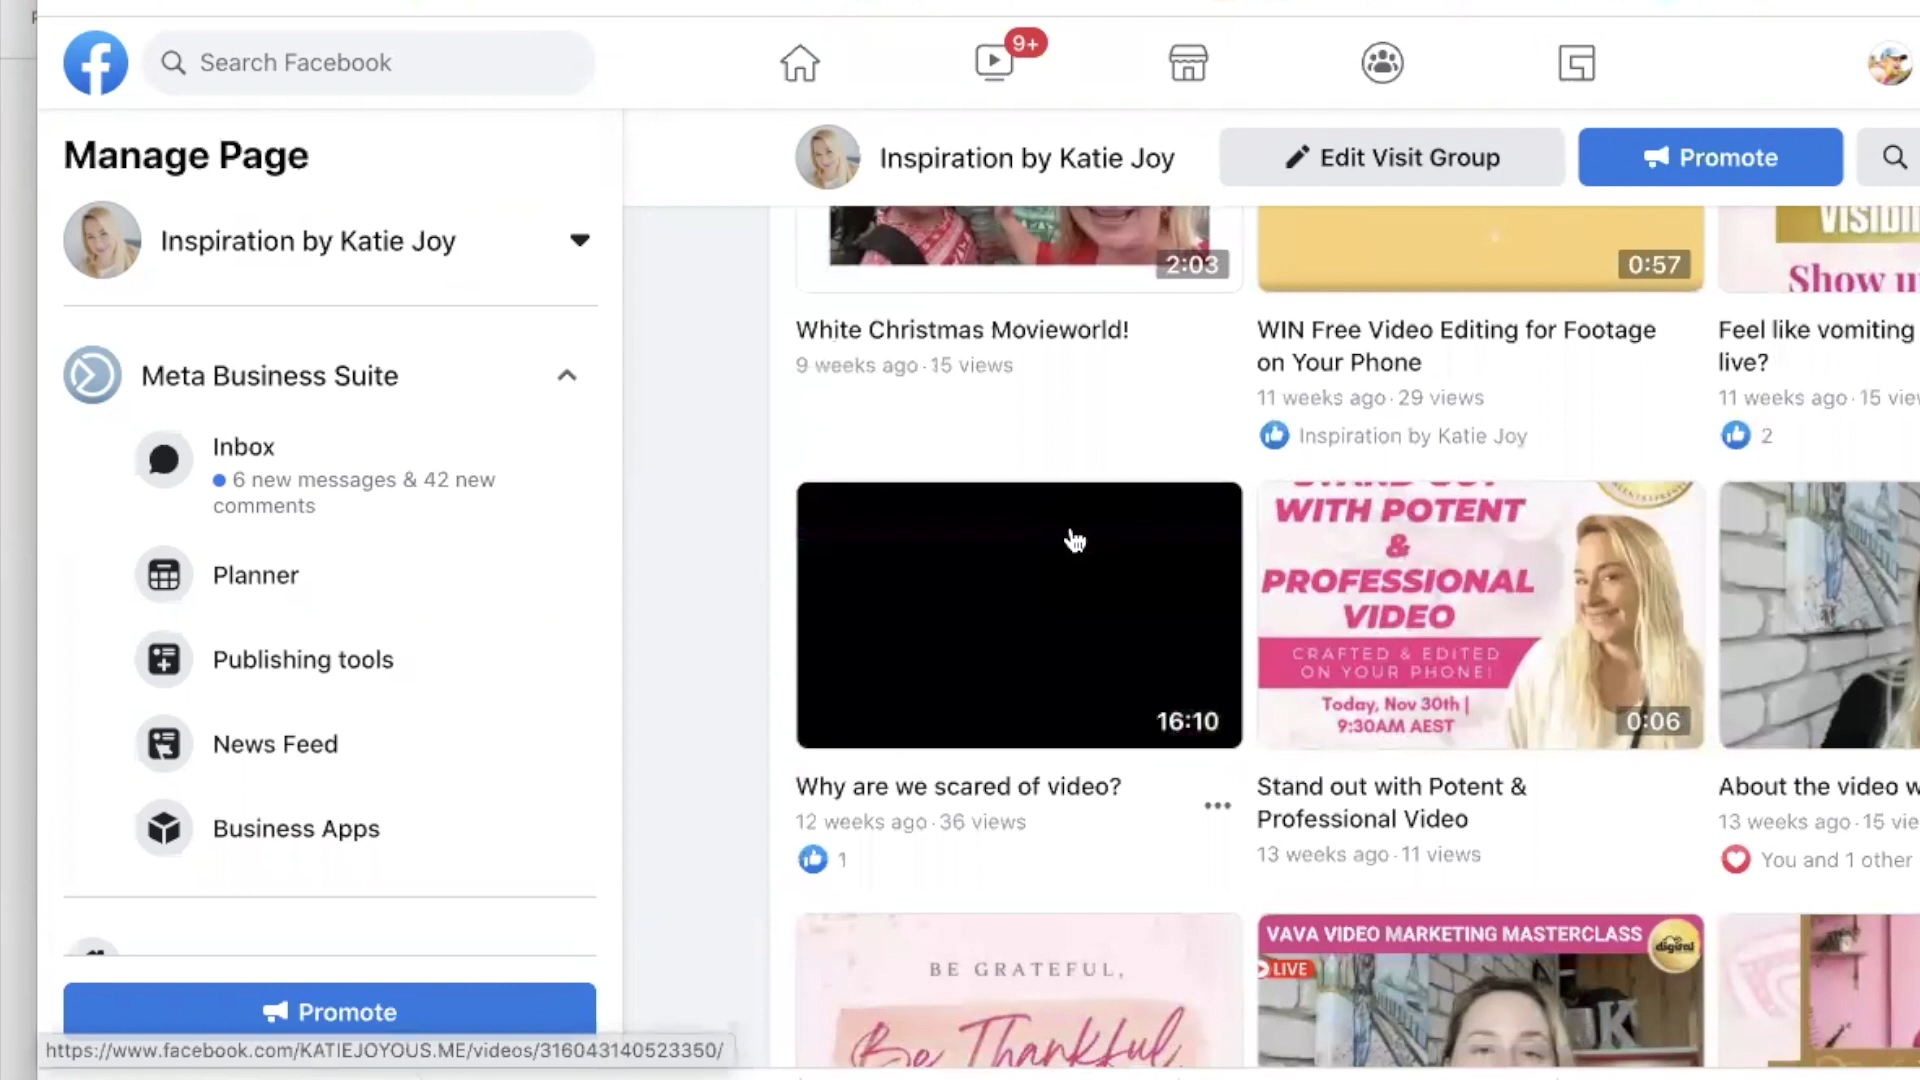 Search Facebook
9+
Manage Page
Inspiration by Katie Joy
Meta Business Suite
Inbox
6 new messages & 42 new
comments
Planner
Publishing tools
News Feed
Business Apps
Promote
https://www.facebook.com/KATIEJOYOUS.ME/videos/316043140523350/
Inspiration by Katie Joy
Edit Visit Group
Promote
2:03
White Christmas Movieworld!
9 weeks ago · 15 views
0:57
WIN Free Video Editing for Footage
on Your Phone
11 weeks ago · 29 views
Inspiration by Katie Joy
Show u
Feel like vomiting
live?
11 weeks ago · 15 view
2
16:10
Why are we scared of video?
12 weeks ago · 36 views
1
WITH POTENT
&
PROFESSIONAL
VIDEO
CRAFTED & EDITED
ON YOUR PHONE!
Today, Nov 30th |
9:30AM AEST
0:06
Stand out with Potent &
Professional Video
13 weeks ago · 11 views
About the video w
13 weeks ago · 15 vie
You and 1 other
BE GRATEFUL,
Be Thankful
VAVA VIDEO MARKETING MASTERCLASS
digital
LIVE
K